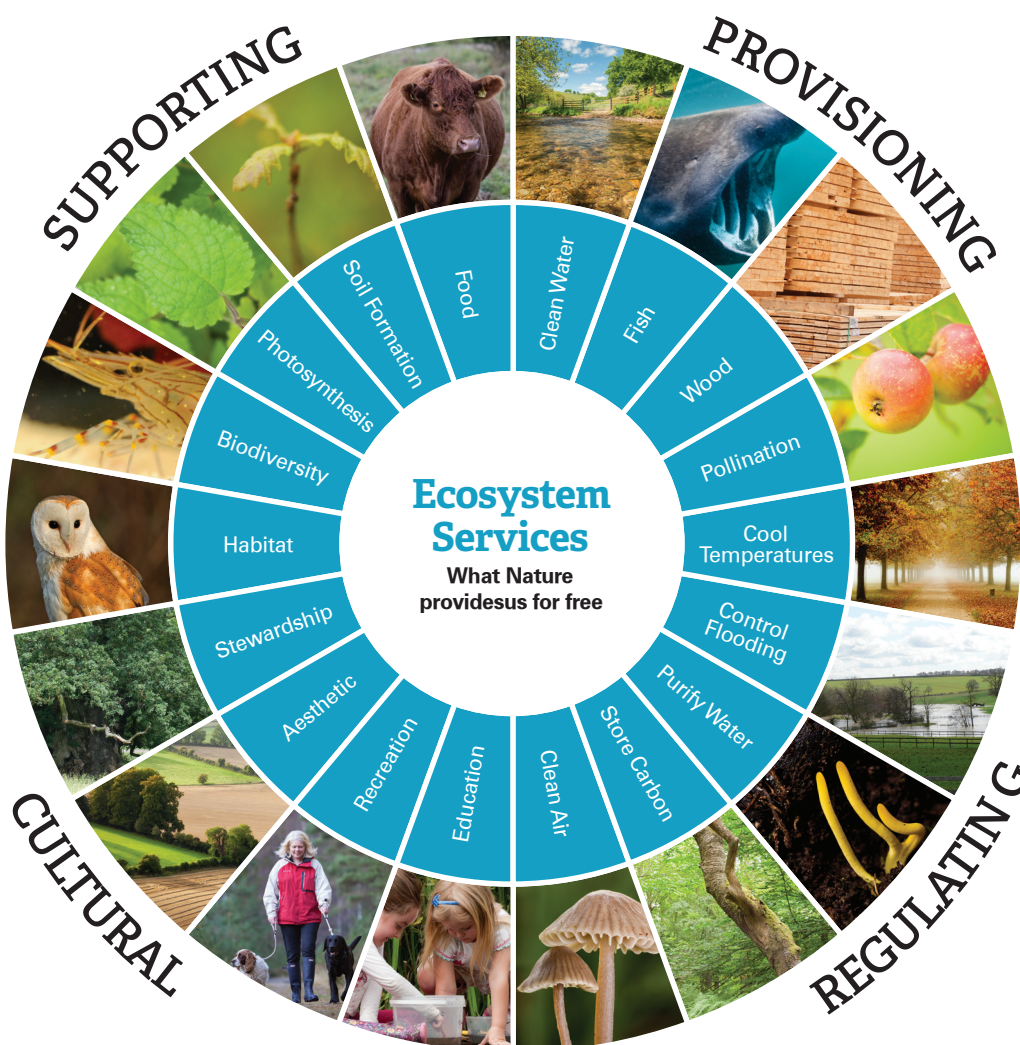 SUPPORTING
PROVISIONING
Food
Clean Water
Fish
Wood
Pollination
Cool
Temperatures
Control
Flooding
Purify Water
Store Carbon
Clean Air
Education
Recreation
Aesthetic
Stewardship
Habitat
Biodiversity
Photosynthesis
Soil Formation
Ecosystem
Services
What Nature
providesus for free
CULTURAL
REGULATING